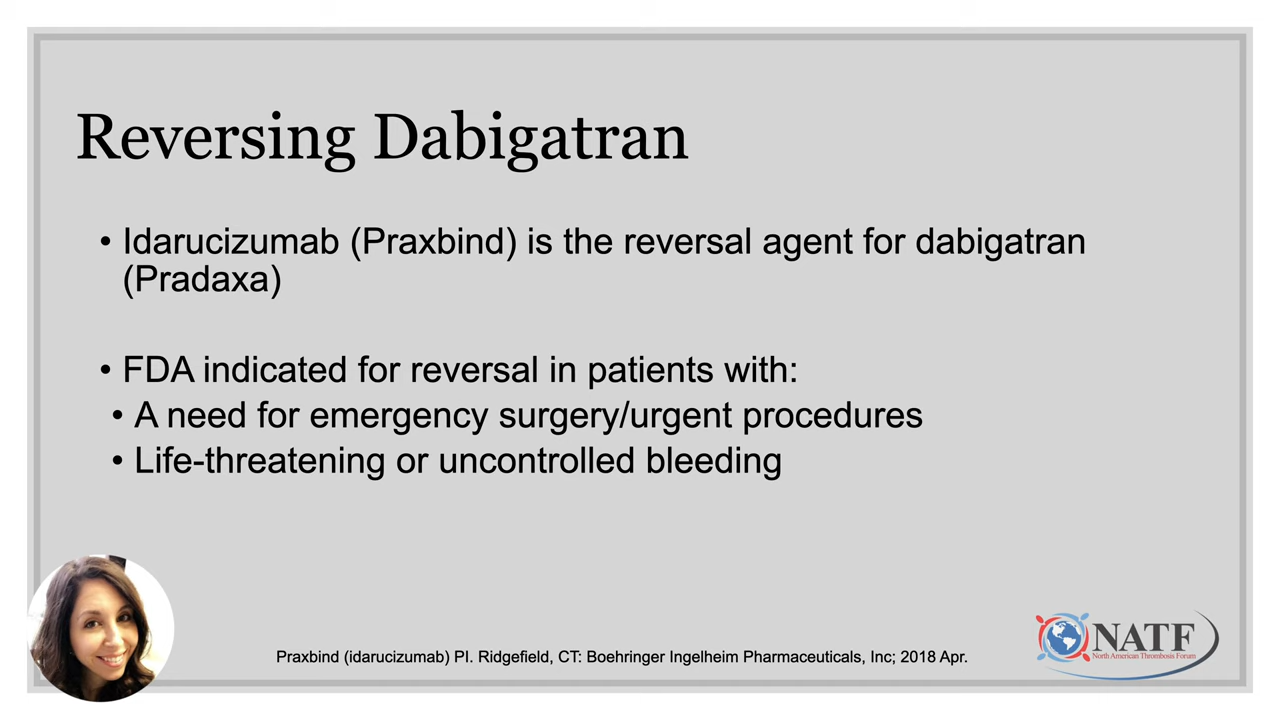 Reversing Dabigatran
• Idarucizumab (Praxbind) is the reversal agent for dabigatran
(Pradaxa)
• FDA indicated for reversal in patients with:
• A need for emergency surgery/urgent procedures
• Life-threatening or uncontrolled bleeding
Praxbind (idarucizumab) PI. Ridgefield, CT: Boehringer Ingelheim Pharmaceuticals, Inc; 2018 Apr.
NATF
North American Thrombosis Forum